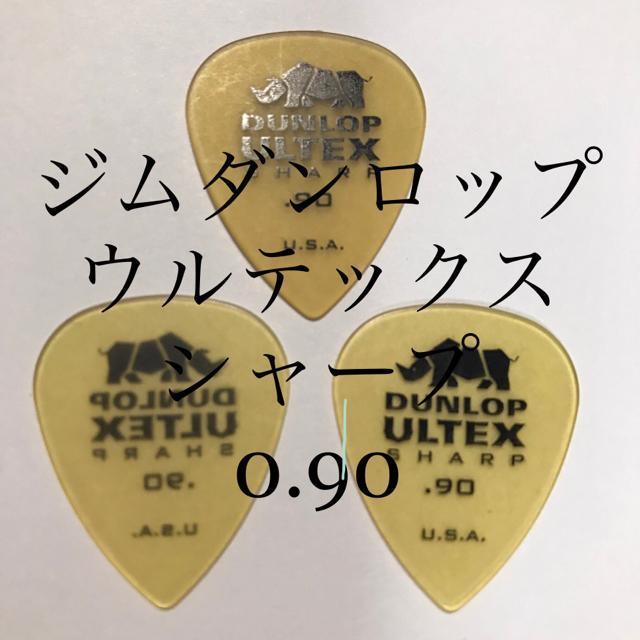 DUNLOP
ULTEX
SHARP
.90
U.S.A.
ジムダンロップ
ウルテックス
シャープ
0.90
DUNLOP
ULTEX
SHARP
.90
U.S.A.
DUNLOP
ULTEX
SHARP
.90
U.S.A.